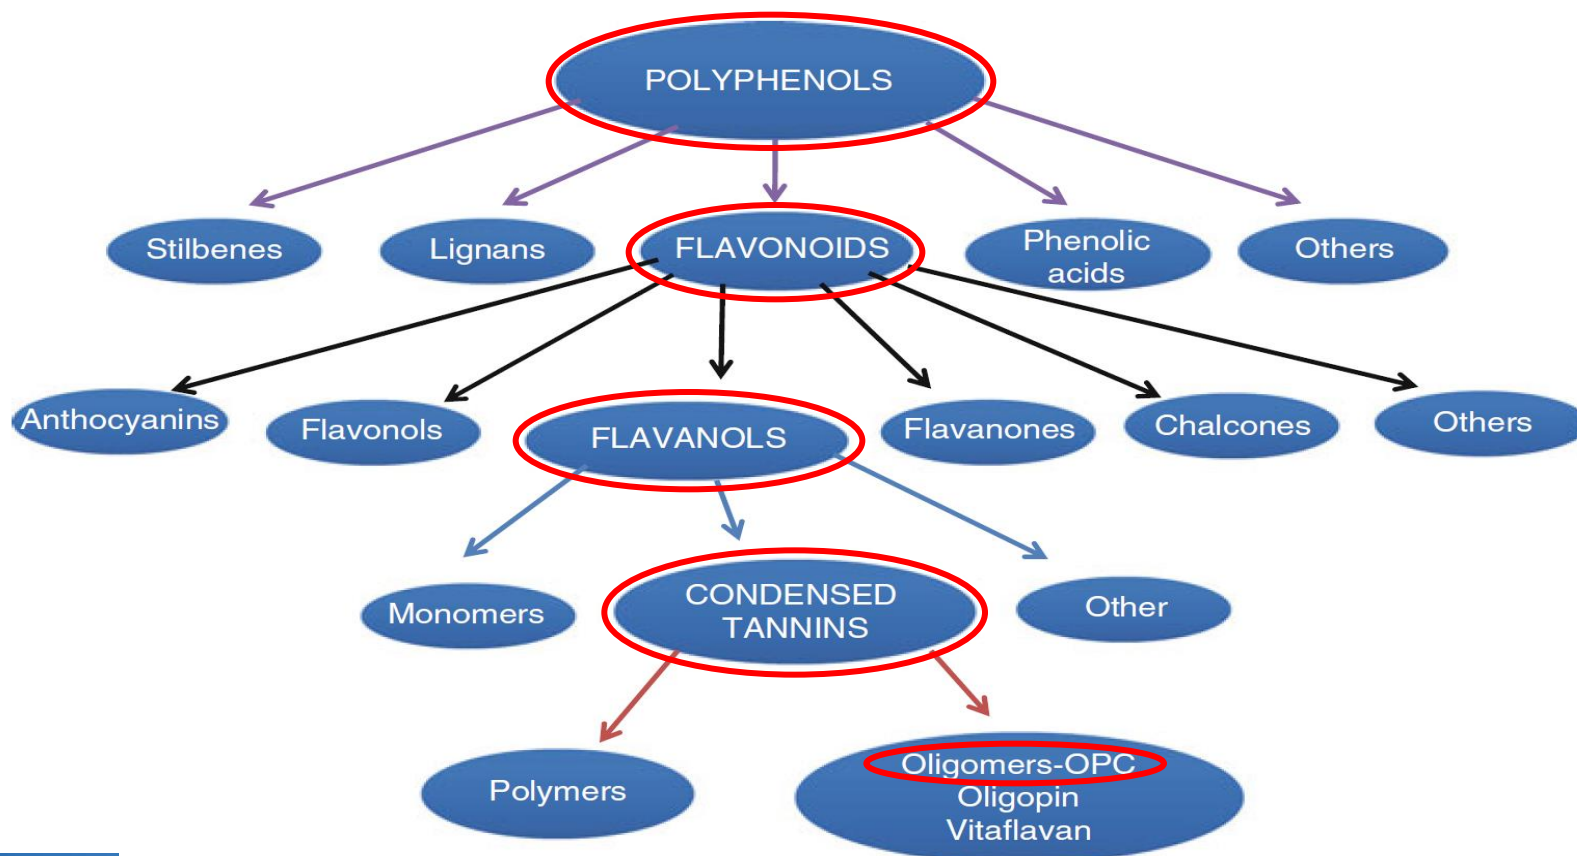 POLYPHENOLS
Stilbenes
Lignans
FLAVONOIDS
Phenolic
acids
Others
Anthocyanins
Flavonols
FLAVANOLS
Flavanones
Chalcones
Others
Monomers
CONDENSED
TANNINS
Other
Polymers
Oligomers-OPC
Oligopin
Vitaflavan